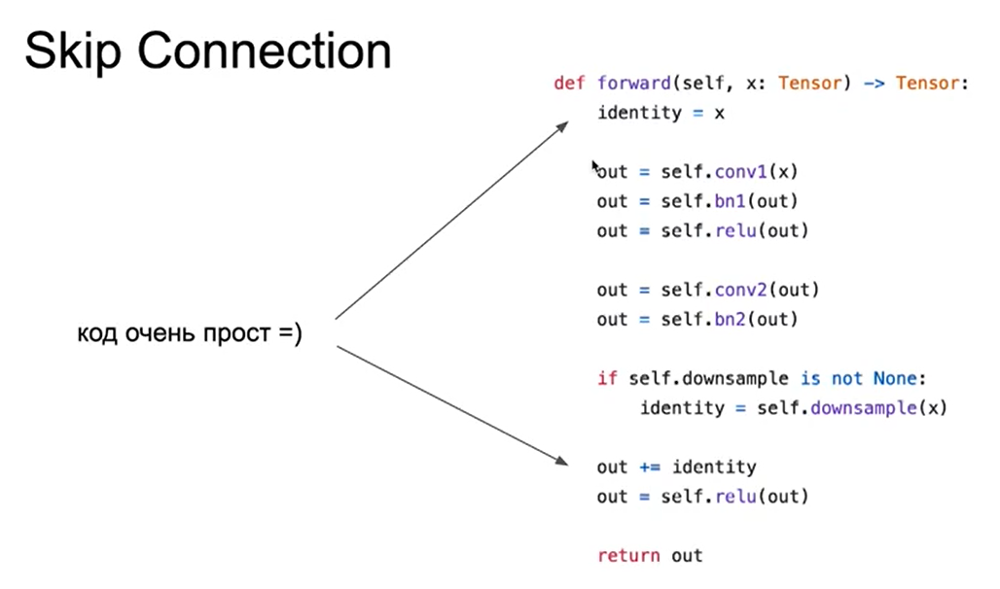 Skip Connection
def forward(self, x: Tensor) -> Tensor:
identity = x
out = self.conv1(x)
out = self.bn1(out)
out = self.relu(out)
out = self.conv2(out)
out = self.bn2(out)
код очень прост =)
if self.downsample is not None:
identity = self.downsample(x)
out += identity
out = self.relu(out)
return out